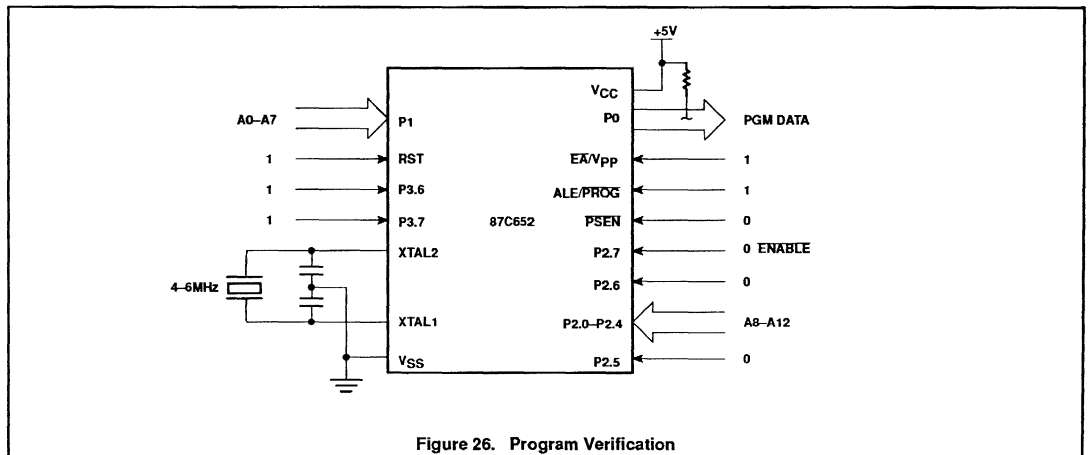 +5V
VCC
A0–A7
P1
P0
PGM DATA
1
RST
EA/VPP
1
1
P3.6
ALE/PROG
1
1
P3.7
87C652
PSEN
0
XTAL2
P2.7
0 ENABLE
4–6MHz
P2.6
0
XTAL1
P2.0–P2.4
A8–A12
VSS
P2.5
0
Figure 26. Program Verification